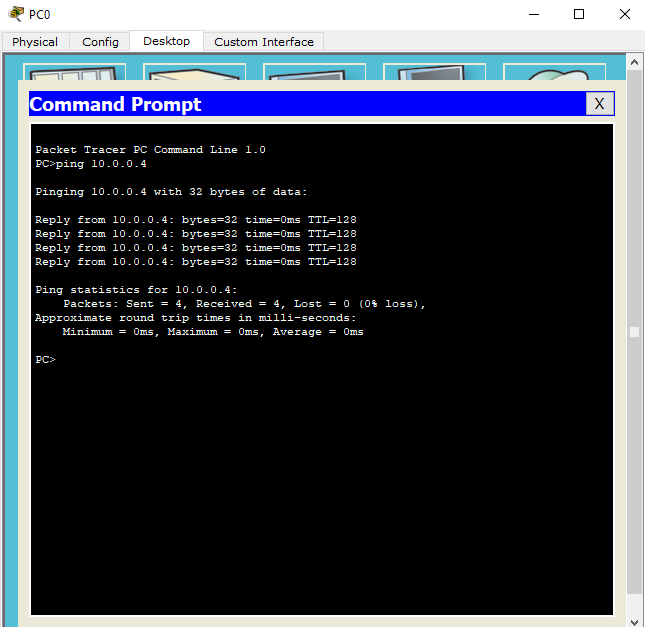 PC0
Physical Config Desktop Custom Interface
Command Prompt X
Packet Tracer PC Command Line 1.0
PC>ping 10.0.0.4
Pinging 10.0.0.4 with 32 bytes of data:
Reply from 10.0.0.4: bytes=32 time=0ms TTL=128
Reply from 10.0.0.4: bytes=32 time=0ms TTL=128
Reply from 10.0.0.4: bytes=32 time=0ms TTL=128
Reply from 10.0.0.4: bytes=32 time=0ms TTL=128
Ping statistics for 10.0.0.4:
    Packets: Sent = 4, Received = 4, Lost = 0 (0% loss),
Approximate round trip times in milli-seconds:
    Minimum = 0ms, Maximum = 0ms, Average = 0ms
PC>